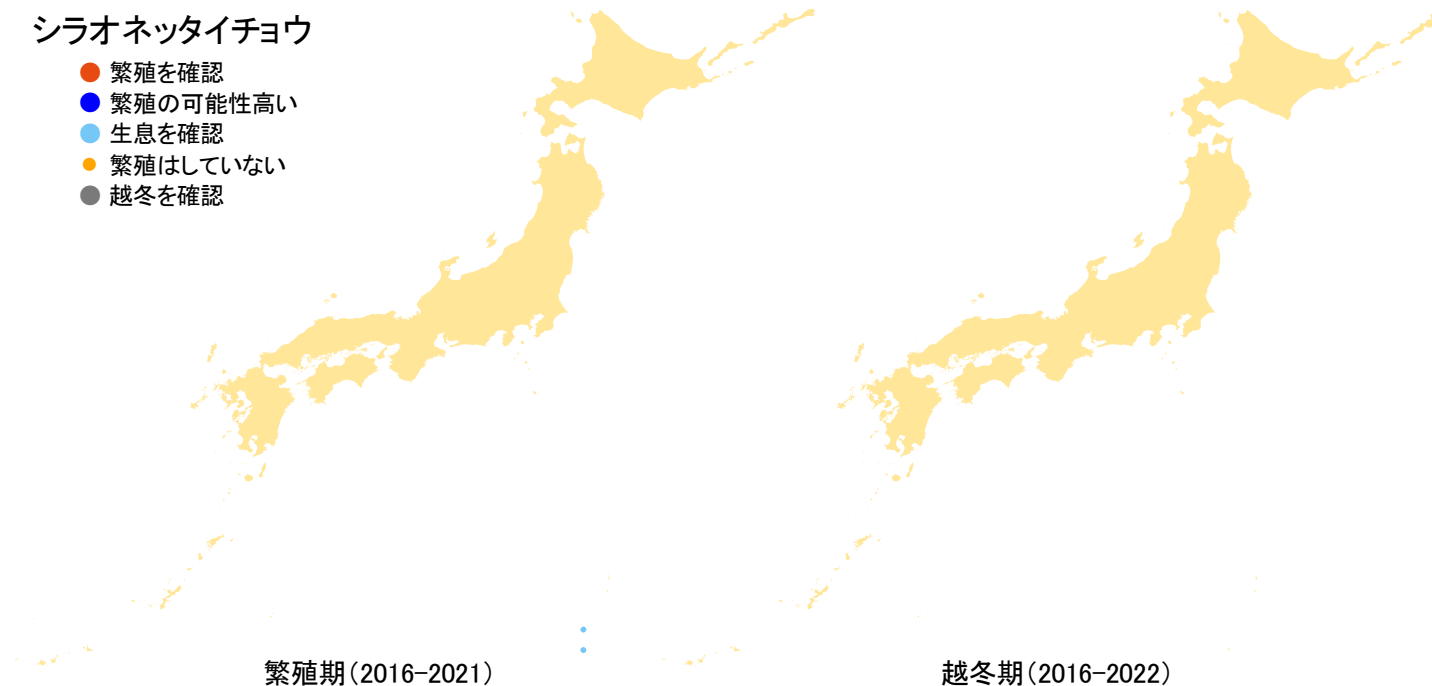 シラオネッタイチョウ
繁殖を確認
繁殖の可能性高い
生息を確認
繁殖はしていない
越冬を確認
繁殖期(2016-2021)
越冬期(2016-2022)